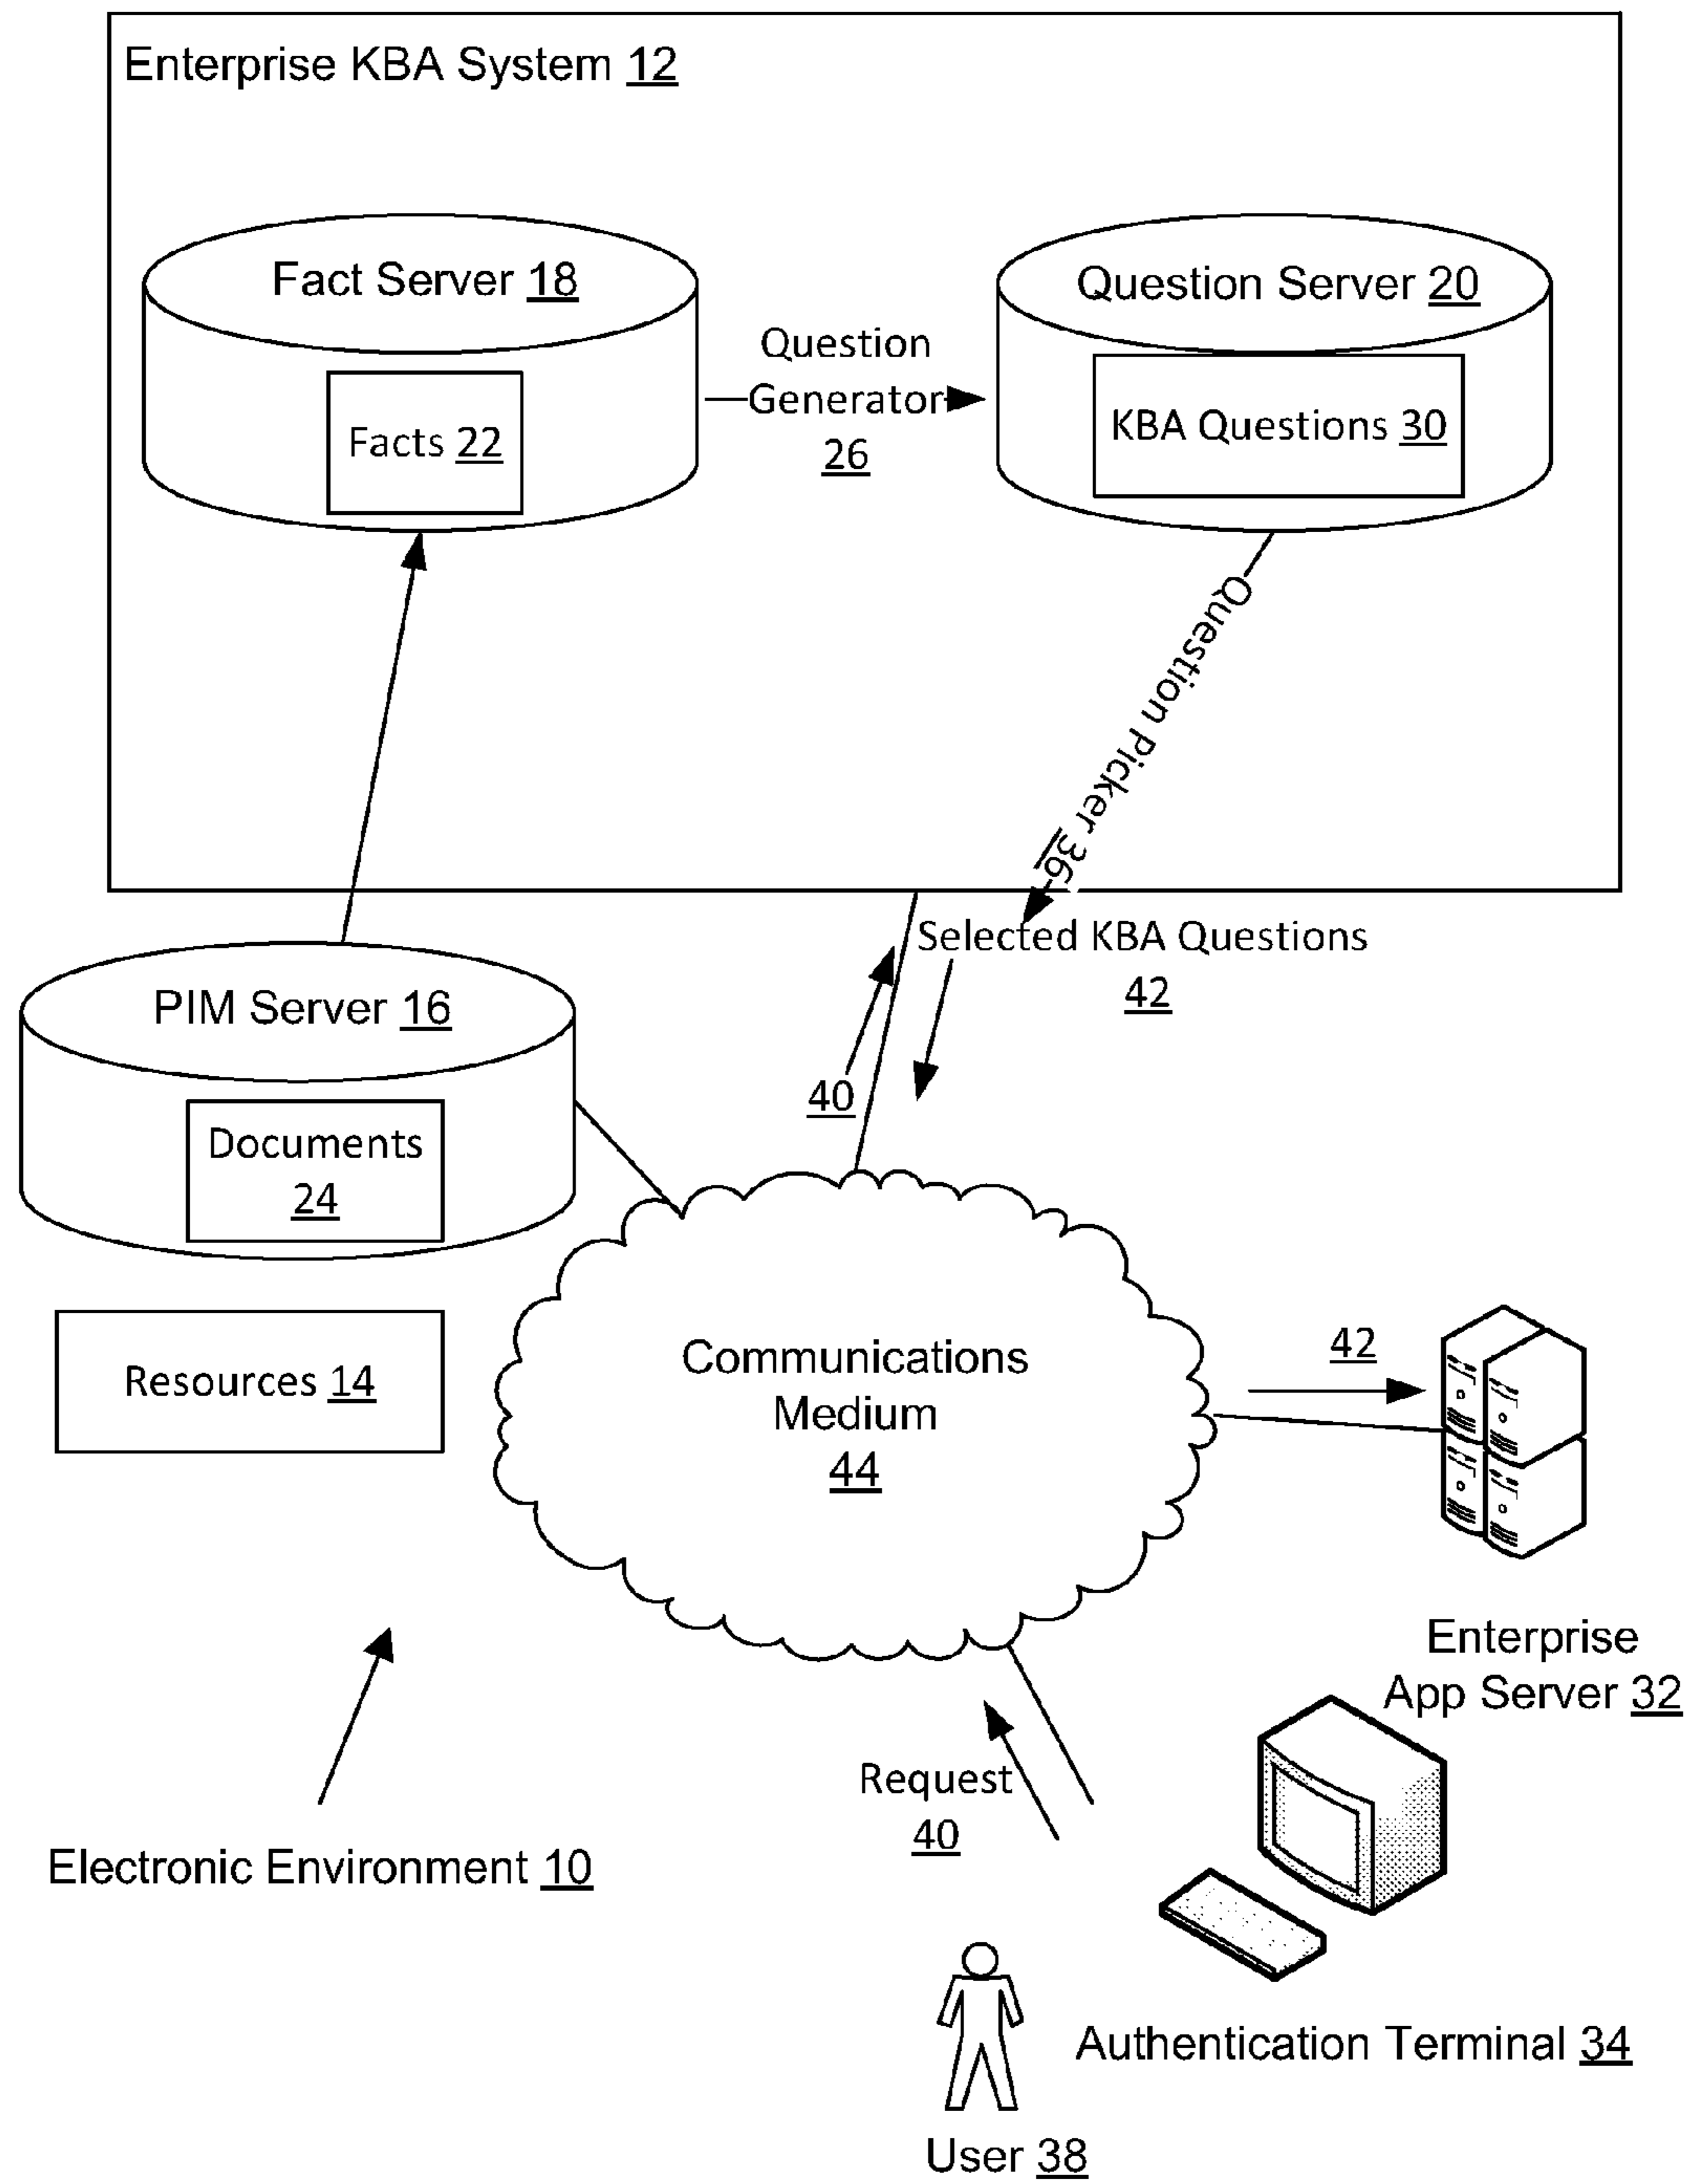 Enterprise KBA System 12
Fact Server 18
Facts 22
Question
Generator
26
Question Server 20
KBA Questions 30
Question Picker 36
Selected KBA Questions
42
40
PIM Server 16
Documents
24
Resources 14
Communications
Medium
44
42
Enterprise
App Server 32
Request
40
Electronic Environment 10
Authentication Terminal 34
User 38